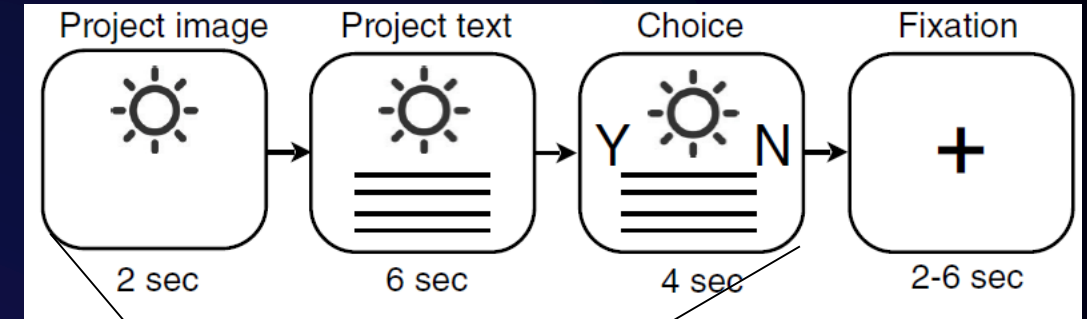 Project image Project text Choice Fixation
Y N
+
2 sec 6 sec 4 sec 2-6 sec